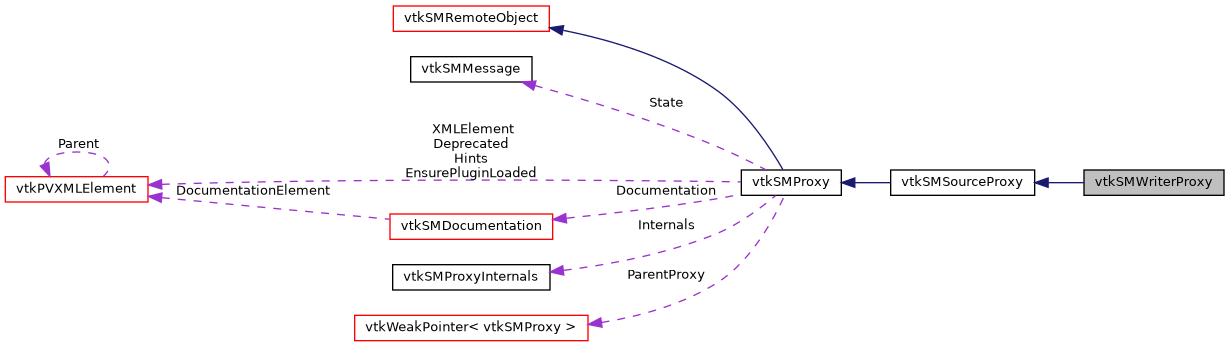 vtkSMRemoteObject
vtkSMMessage
State
XMLElement
Deprecated
Hints
EnsurePluginLoaded
Parent
vtkPVXMLElement
DocumentationElement
Documentation
vtkSMProxy
vtkSMSourceProxy
vtkSMWriterProxy
vtkSMDocumentation
Internals
vtkSMProxyInternals
ParentProxy
vtkWeakPointer< vtkSMProxy >